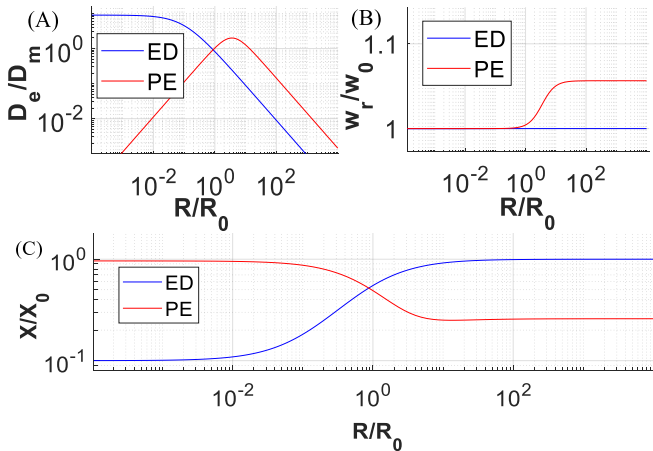 (A)
10^0
10^-2
D_e/D_m
ED
PE
10^-2
10^0
10^2
R/R_0
(B)
1.1
1
w_r/w_0
ED
PE
10^-2
10^0
10^2
R/R_0
(C)
10^0
10^-1
X/X_0
ED
PE
10^-2
10^0
10^2
R/R_0